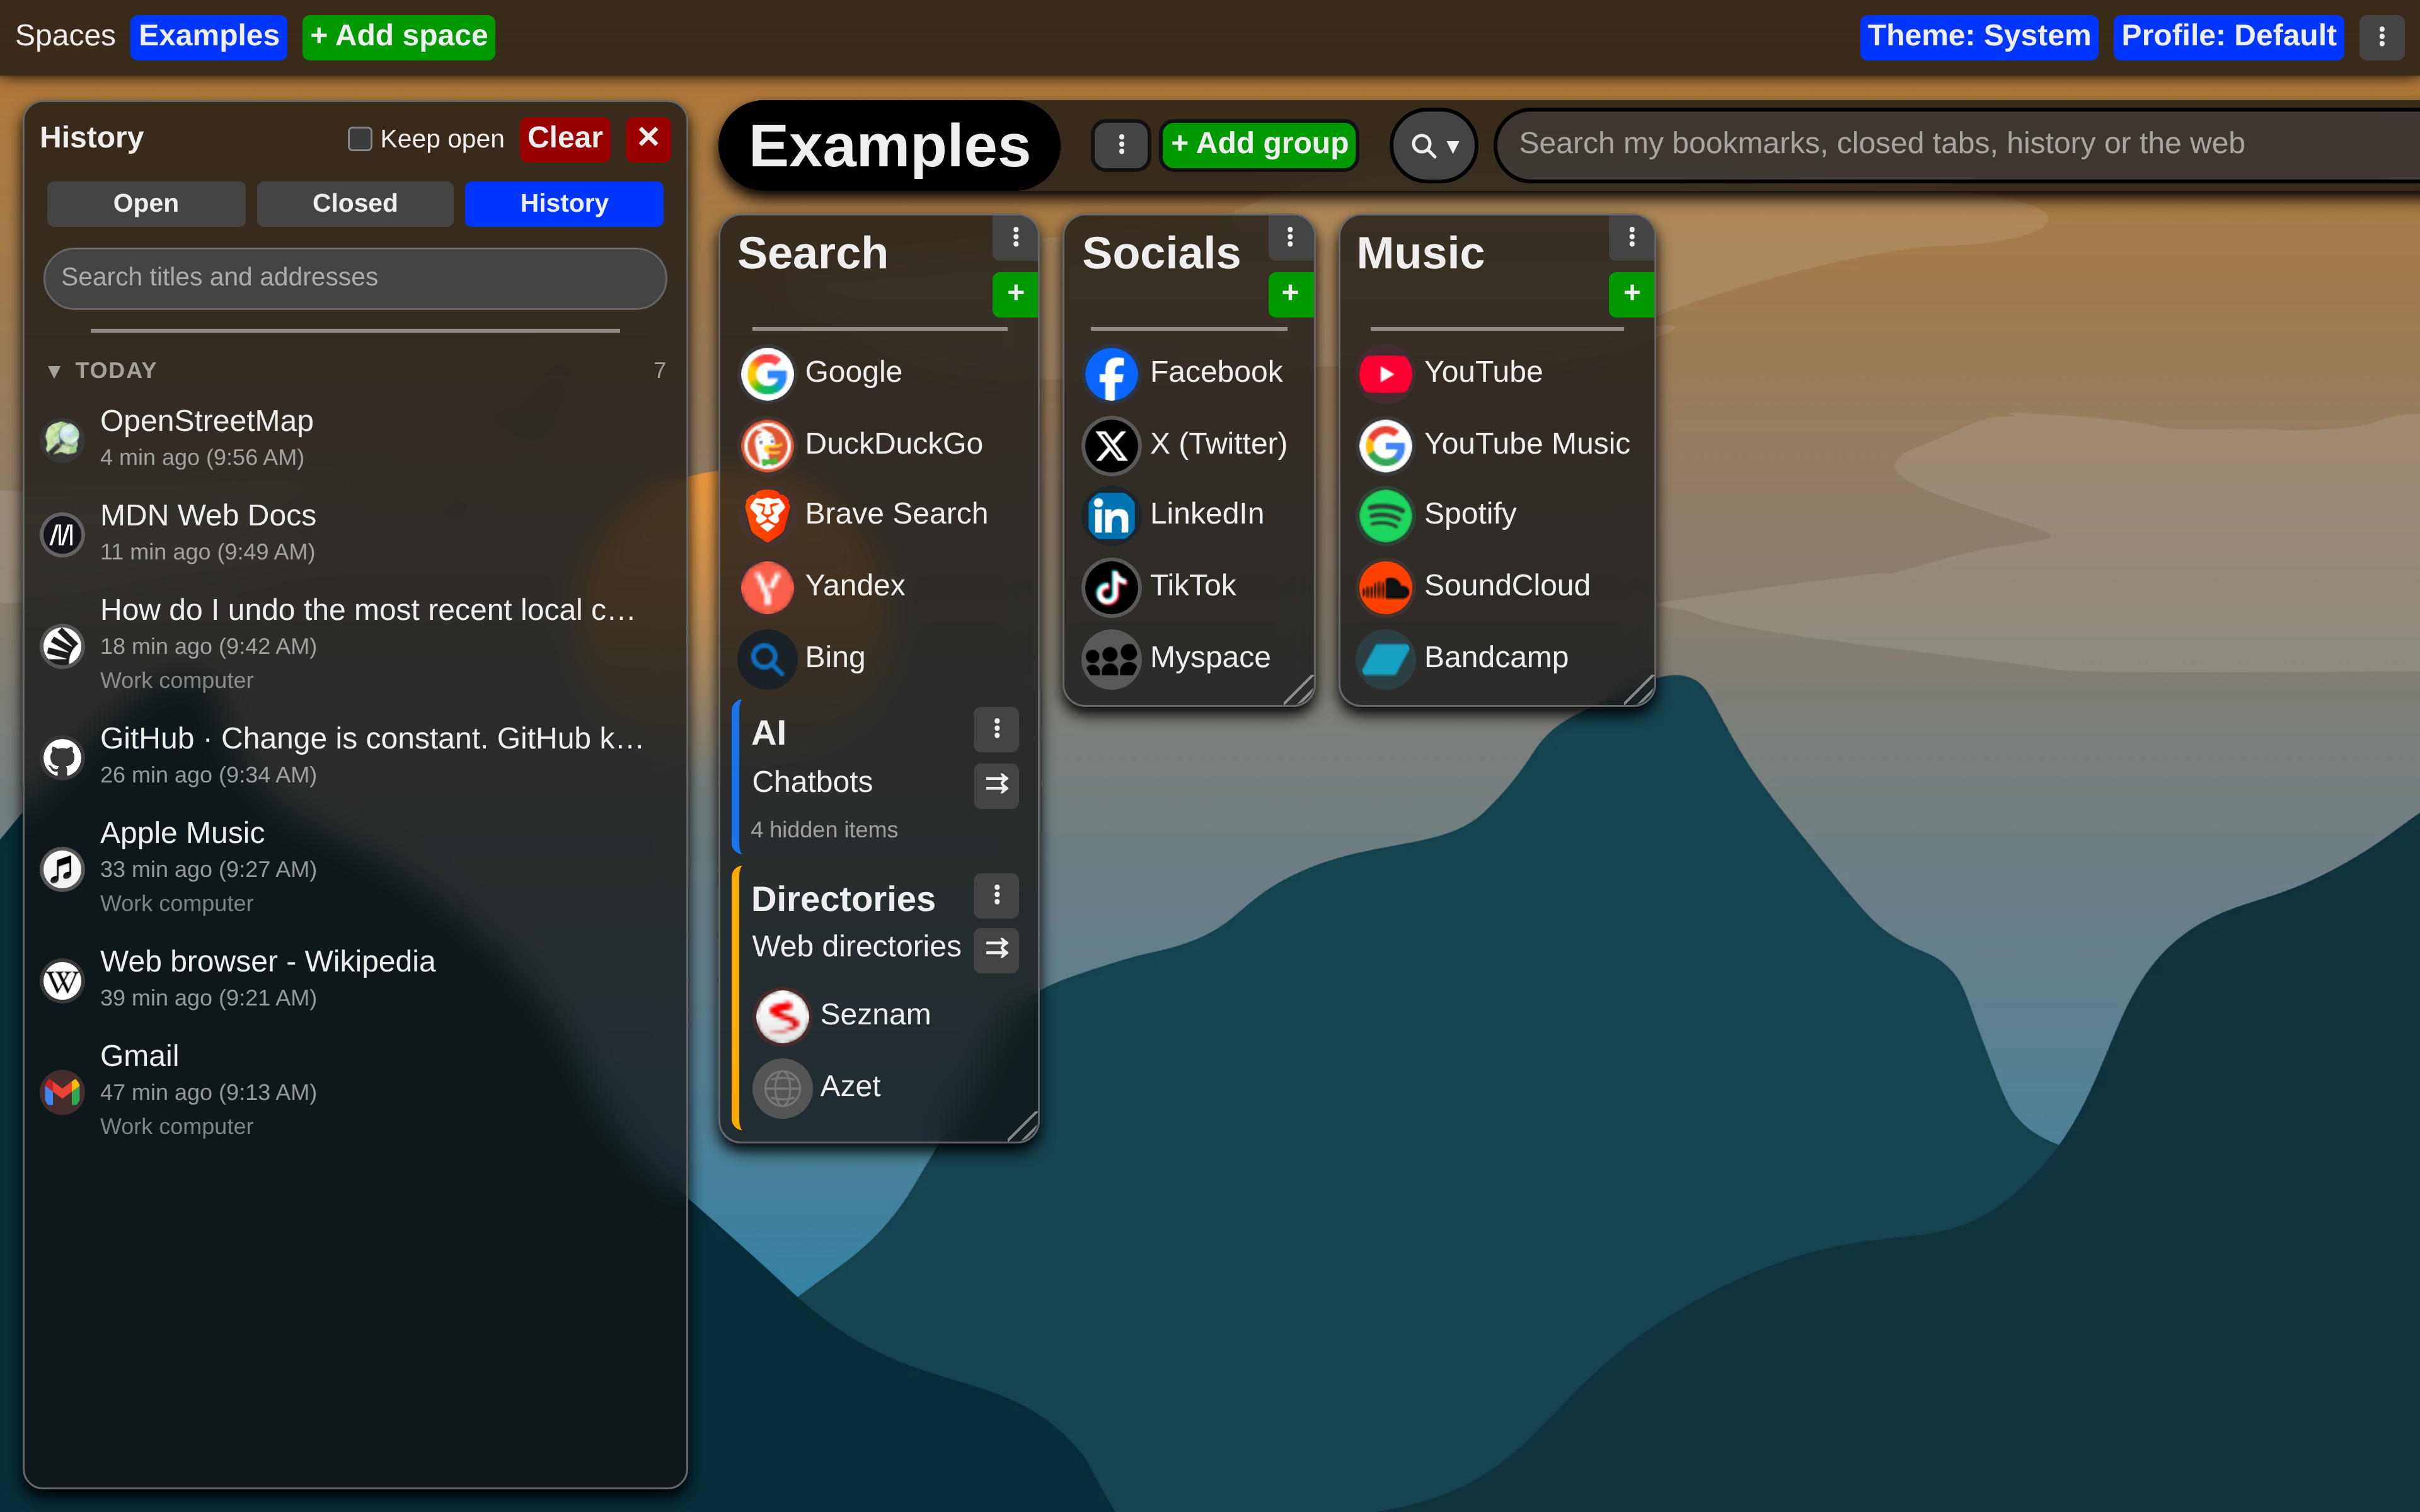 Spaces Examples + Add space Theme: System Profile: Default
History Keep open Clear
Open Closed History
Search titles and addresses
TODAY 7
OpenStreetMap
4 min ago (9:56 AM)
MDN Web Docs
11 min ago (9:49 AM)
How do I undo the most recent local c…
18 min ago (9:42 AM)
Work computer
GitHub · Change is constant. GitHub k…
26 min ago (9:34 AM)
Apple Music
33 min ago (9:27 AM)
Work computer
Web browser - Wikipedia
39 min ago (9:21 AM)
Gmail
47 min ago (9:13 AM)
Work computer
Examples + Add group Search my bookmarks, closed tabs, history or the web
Search
+
Google
DuckDuckGo
Brave Search
Yandex
Bing
AI
Chatbots
4 hidden items
Directories
Web directories
Seznam
Azet
Socials
+
Facebook
X (Twitter)
LinkedIn
TikTok
Myspace
Music
+
YouTube
YouTube Music
Spotify
SoundCloud
Bandcamp